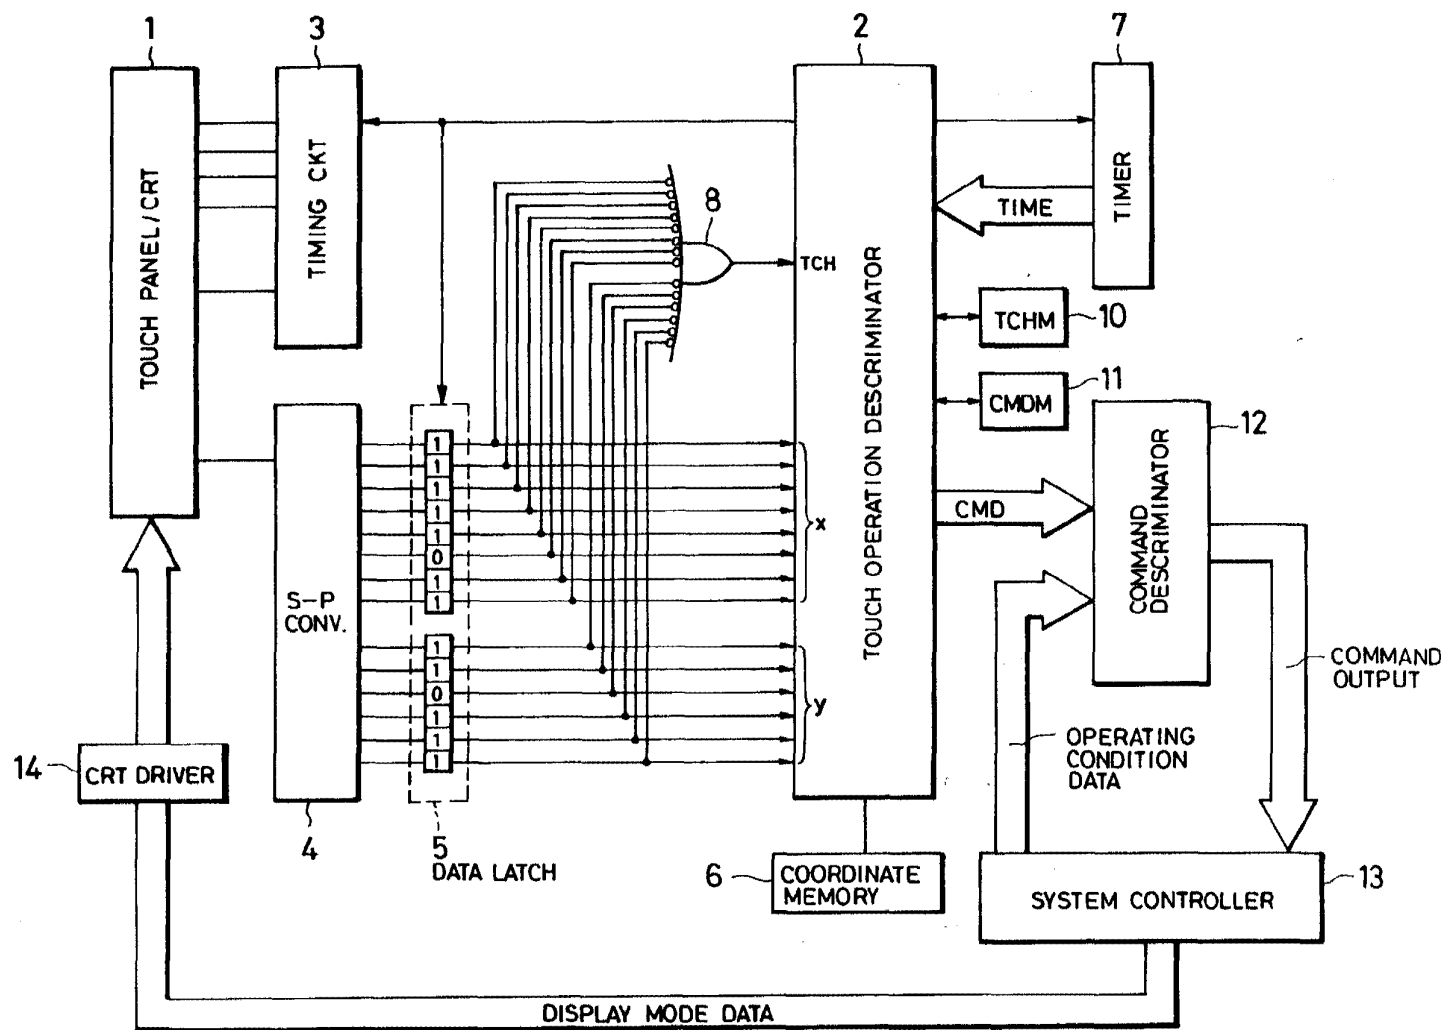 1
3
2
7
TOUCH PANEL/CRT
TIMING CKT
8
TCH
TOUCH OPERATION DESCRIMINATOR
TIME
TIMER
TCHM
10
CMDM
11
12
1
1
1
1
1
0
1
1
x
CMD
COMMAND
DESCRIMINATOR
S-P
CONV.
1
1
0
1
1
1
y
COMMAND
OUTPUT
OPERATING
CONDITION
DATA
14
CRT DRIVER
4
5
DATA LATCH
6
COORDINATE
MEMORY
SYSTEM CONTROLLER
13
DISPLAY MODE DATA